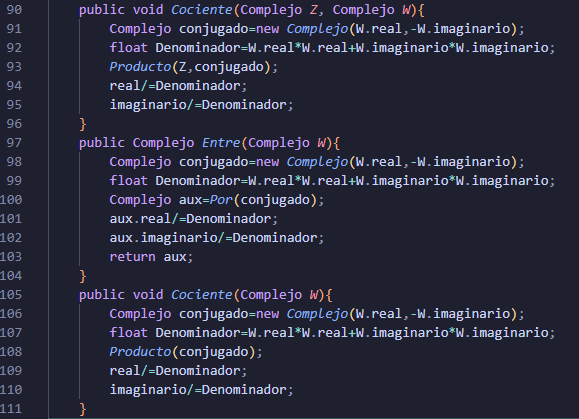 90 public void Cociente(Complejo Z, Complejo W){
91 Complejo conjugado=new Complejo(W.real,-W.imaginario);
92 float Denominador=W.real*W.real+W.imaginario*W.imaginario;
93 Producto(Z,conjugado);
94 real/=Denominador;
95 imaginario/=Denominador;
96 }
97 public Complejo Entre(Complejo W){
98 Complejo conjugado=new Complejo(W.real,-W.imaginario);
99 float Denominador=W.real*W.real+W.imaginario*W.imaginario;
100 Complejo aux=Por(conjugado);
101 aux.real/=Denominador;
102 aux.imaginario/=Denominador;
103 return aux;
104 }
105 public void Cociente(Complejo W){
106 Complejo conjugado=new Complejo(W.real,-W.imaginario);
107 float Denominador=W.real*W.real+W.imaginario*W.imaginario;
108 Producto(conjugado);
109 real/=Denominador;
110 imaginario/=Denominador;
111 }